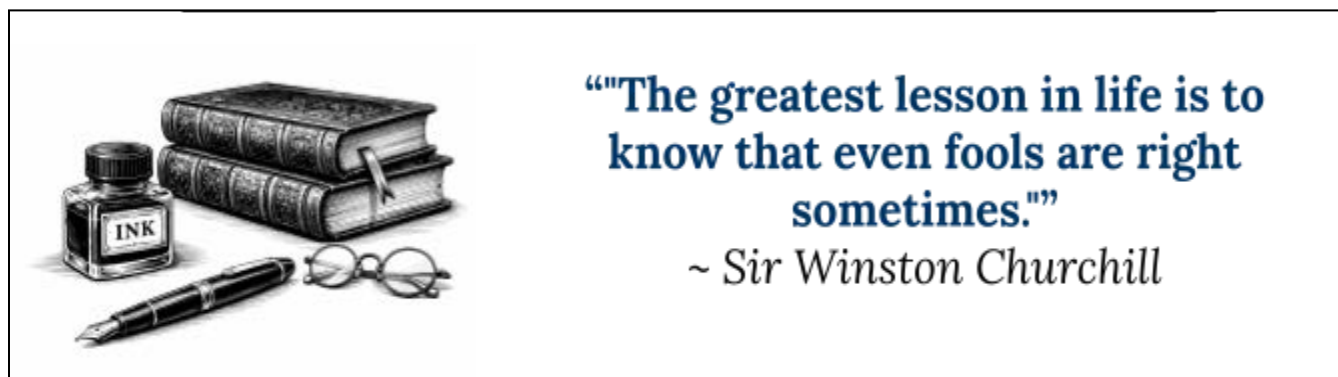 INK
“"The greatest lesson in life is to
know that even fools are right
sometimes."”
~ Sir Winston Churchill